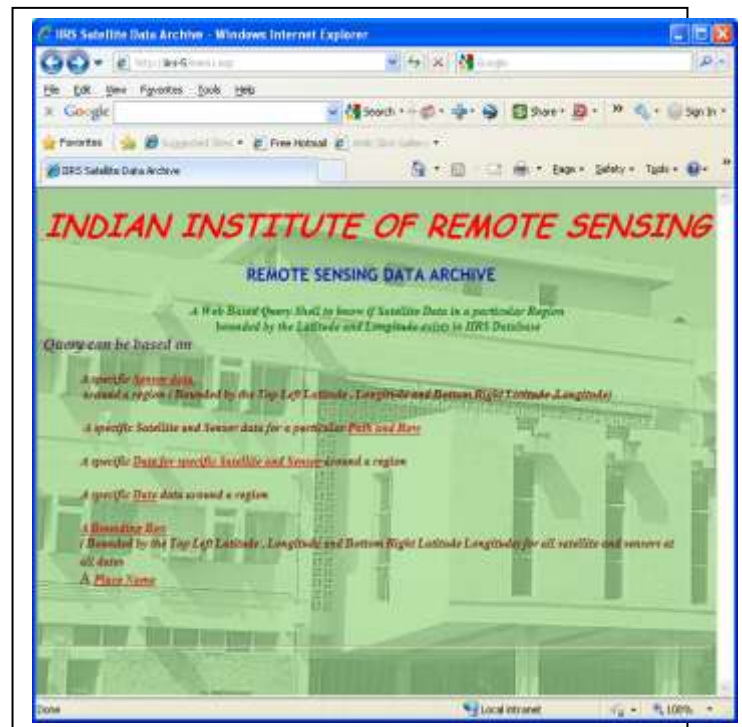 IIRS Satellite Data Archive - Windows Internet Explorer
File Edit View Favorites Tools Help
Google Search Share Sign In
Favorites Free Hotmail
IIRS Satellite Data Archive Page Safety Tools
INDIAN INSTITUTE OF REMOTE SENSING
REMOTE SENSING DATA ARCHIVE
A Web Based Query Shell to know if Satellite Data in a particular Region
bounded by the Latitude and Longitude exists in IIRS Database
Query can be based on
A specific Sensor data,
around a region ( Bounded by the Top Left Latitude , Longitude and Bottom Right Latitude ,Longitude)
A specific Satellite and Sensor data for a particular Path and Row
A specific Data for specific Satellite and Sensor around a region
A specific Date data around a region
A Bounding Box
( Bounded by the Top Left Latitude , Longitude and Bottom Right Latitude Longitude) for all satellite and sensors at
all dates
A Place Name
Done Local intranet 100%